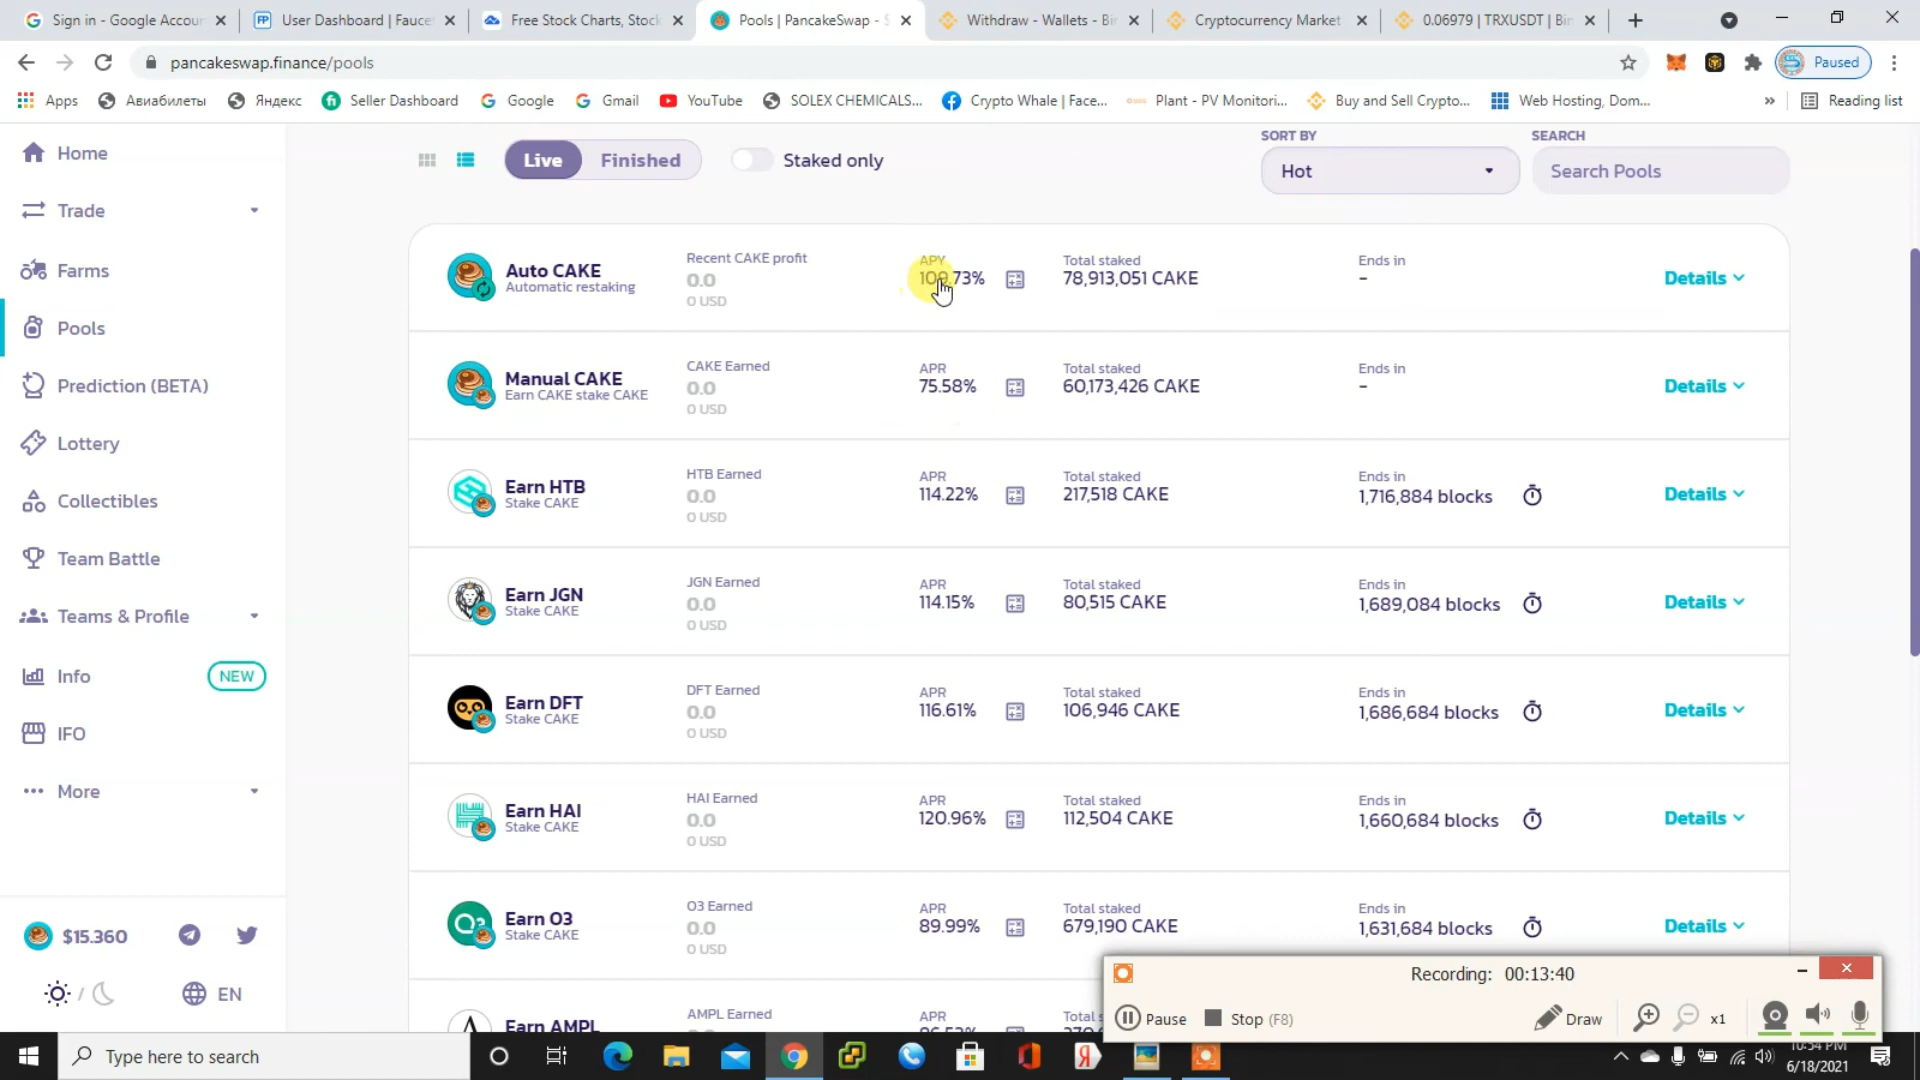 Sign in - Google Accoun
User Dashboard | Fauce
Free Stock Charts, Stock
Pools | PancakeSwap - S
Withdraw - Wallets - Bin
Cryptocurrency Market
0.06979 | TRXUSDT | Bin
pancakeswap.finance/pools
Paused
Apps
Авиабилеты
Яндекс
Seller Dashboard
Google
Gmail
YouTube
SOLEX CHEMICALS...
Crypto Whale | Face...
Plant - PV Monitori...
Buy and Sell Crypto...
Web Hosting, Dom...
»
Reading list
Home
Trade
Farms
Pools
Prediction (BETA)
Lottery
Collectibles
Team Battle
Teams & Profile
Info NEW
IFO
More
$15.360
EN
Live Finished Staked only
SORT BY
Hot
SEARCH
Search Pools
Auto CAKE
Automatic restaking
Recent CAKE profit
0.0
0 USD
APY
109.73%
Total staked
78,913,051 CAKE
Ends in
-
Details
Manual CAKE
Earn CAKE stake CAKE
CAKE Earned
0.0
0 USD
APR
75.58%
Total staked
60,173,426 CAKE
Ends in
-
Details
Earn HTB
Stake CAKE
HTB Earned
0.0
0 USD
APR
114.22%
Total staked
217,518 CAKE
Ends in
1,716,884 blocks
Details
Earn JGN
Stake CAKE
JGN Earned
0.0
0 USD
APR
114.15%
Total staked
80,515 CAKE
Ends in
1,689,084 blocks
Details
Earn DFT
Stake CAKE
DFT Earned
0.0
0 USD
APR
116.61%
Total staked
106,946 CAKE
Ends in
1,686,684 blocks
Details
Earn HAI
Stake CAKE
HAI Earned
0.0
0 USD
APR
120.96%
Total staked
112,504 CAKE
Ends in
1,660,684 blocks
Details
Earn O3
Stake CAKE
O3 Earned
0.0
0 USD
APR
89.99%
Total staked
679,190 CAKE
Ends in
1,631,684 blocks
Details
Earn AMPL
AMPL Earned
APR
Total s
Recording: 00:13:40
Pause Stop (F8) Draw x1
Type here to search
10:54 PM
6/18/2021